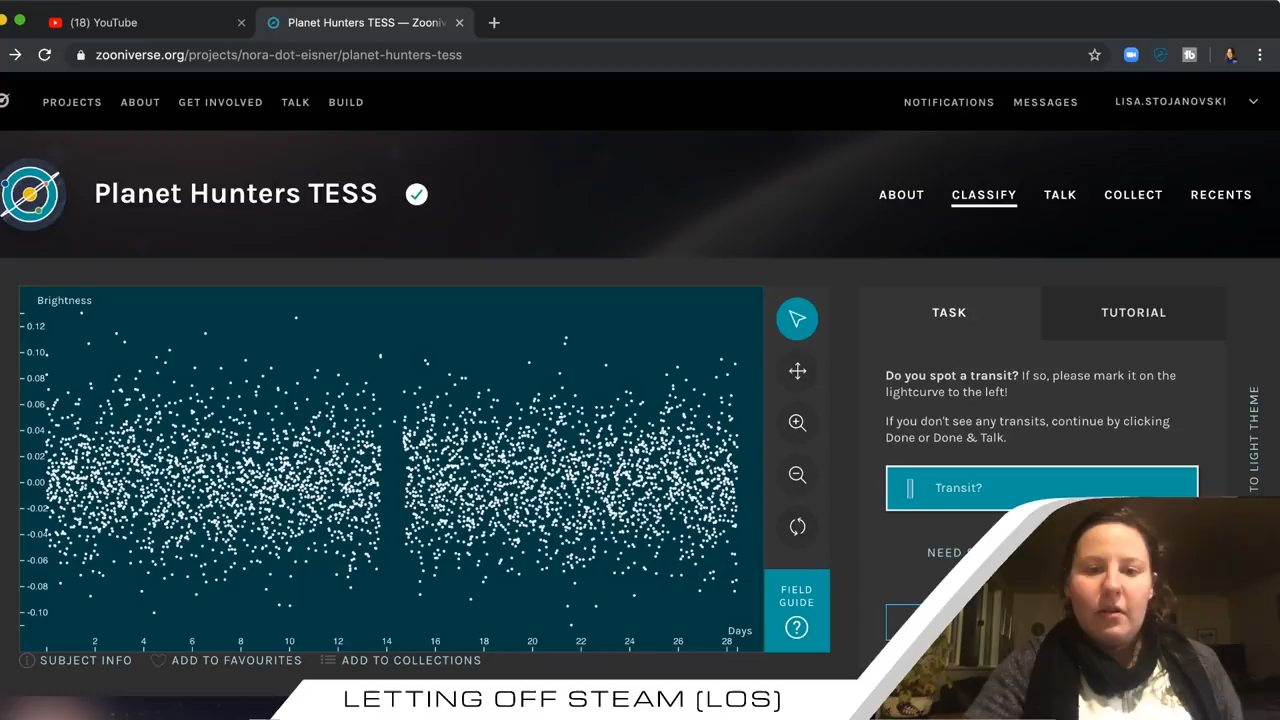 (18) YouTube
Planet Hunters TESS — Zooniv
zooniverse.org/projects/nora-dot-eisner/planet-hunters-tess
PROJECTS ABOUT GET INVOLVED TALK BUILD
NOTIFICATIONS MESSAGES LISA.STOJANOVSKI
Planet Hunters TESS
ABOUT CLASSIFY TALK COLLECT RECENTS
Brightness
0.12
0.10
0.08
0.06
0.04
0.02
0.00
-0.02
-0.04
-0.06
-0.08
-0.10
Days
2 4 6 8 10 12 14 16 18 20 22 24 26 28
FIELD
GUIDE
?
TASK TUTORIAL
Do you spot a transit? If so, please mark it on the
lightcurve to the left!
If you don't see any transits, continue by clicking
Done or Done & Talk.
Transit?
NEED
TO LIGHT THEME
SUBJECT INFO ADD TO FAVOURITES ADD TO COLLECTIONS
LETTING OFF STEAM (LOS)